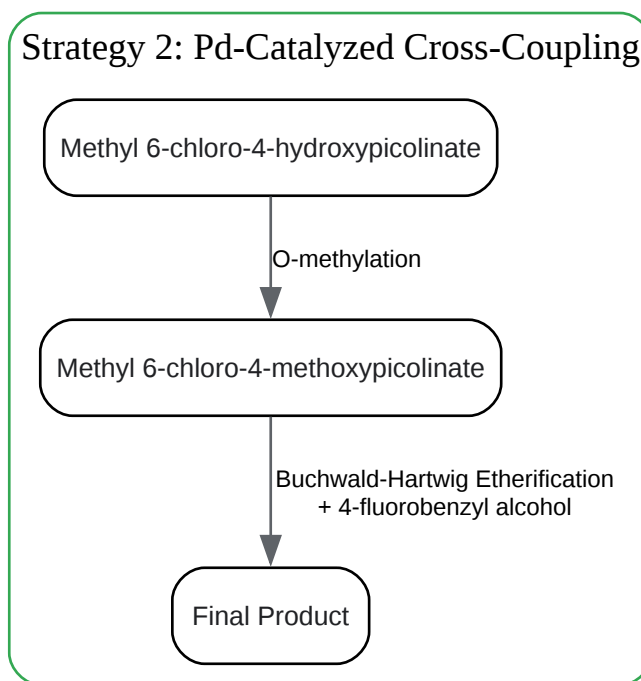 Strategy 2: Pd-Catalyzed Cross-Coupling
Methyl 6-chloro-4-hydroxypicolinate
O-methylation
Methyl 6-chloro-4-methoxypicolinate
Buchwald-Hartwig Etherification
+ 4-fluorobenzyl alcohol
Final Product